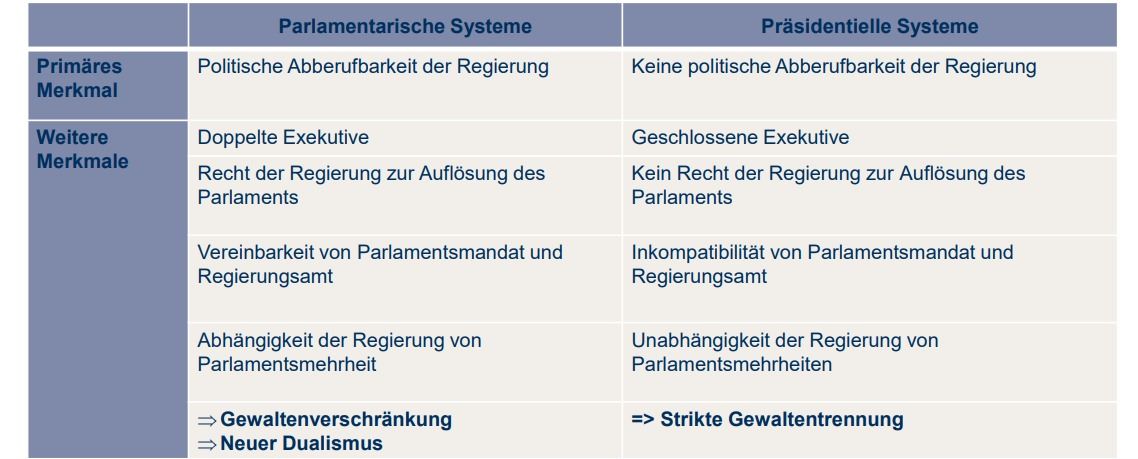 Parlamentarische Systeme
Präsidentielle Systeme
Primäres
Merkmal
Politische Abberufbarkeit der Regierung
Keine politische Abberufbarkeit der Regierung
Weitere
Merkmale
Doppelte Exekutive
Geschlossene Exekutive
Recht der Regierung zur Auflösung des
Parlaments
Kein Recht der Regierung zur Auflösung des
Parlaments
Vereinbarkeit von Parlamentsmandat und
Regierungsamt
Inkompatibilität von Parlamentsmandat und
Regierungsamt
Abhängigkeit der Regierung von
Parlamentsmehrheit
Unabhängigkeit der Regierung von
Parlamentsmehrheiten
⇒ Gewaltenverschränkung
⇒ Neuer Dualismus
=> Strikte Gewaltentrennung